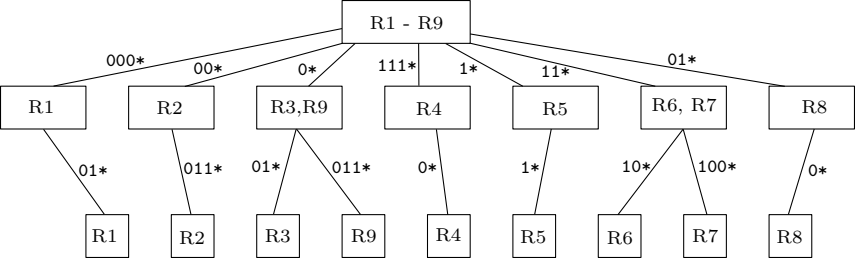 R1 - R9
000* 00* 0* 111* 1* 11* 01*
R1 R2 R3,R9 R4 R5 R6, R7 R8
01* 011* 01* 011* 0* 1* 10* 100* 0*
R1 R2 R3 R9 R4 R5 R6 R7 R8